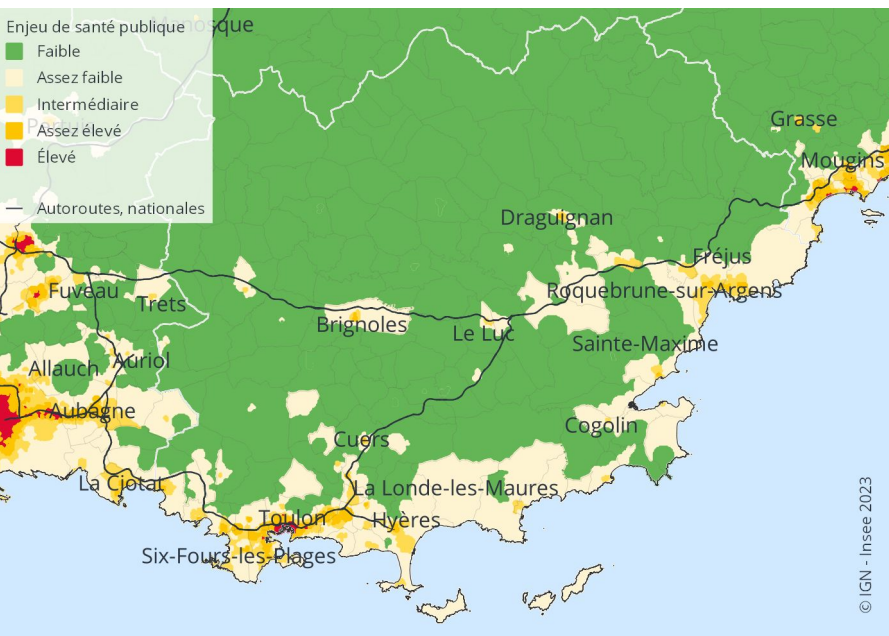 Manosque
Enjeu de santé publique
Faible
Assez faible
Intermédiaire
Assez élevé
Élevé
Autoroutes, nationales
Grasse
Mougins
Draguignan
Fréjus
Fuveau
Trets
Roquebrune-sur-Argens
Brignoles
Le Luc
Sainte-Maxime
Allauch
Auriol
Aubagne
Cogolin
Cuers
La Ciotat
La Londe-les-Maures
Toulon
Hyères
Six-Fours-les-Plages
© IGN - Insee 2023